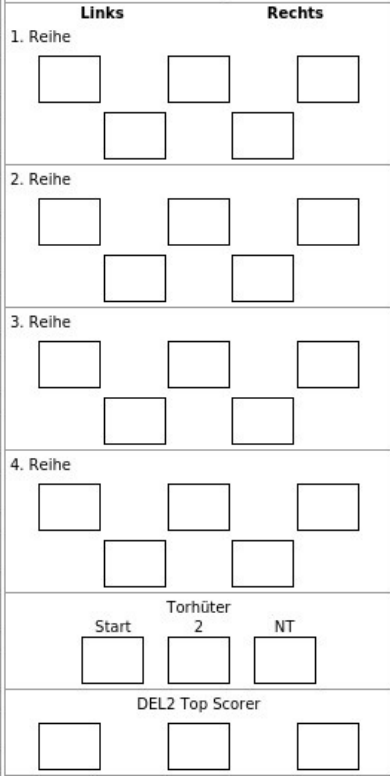 Links Rechts
1. Reihe
2. Reihe
3. Reihe
4. Reihe
Torhüter
Start 2 NT
DEL2 Top Scorer